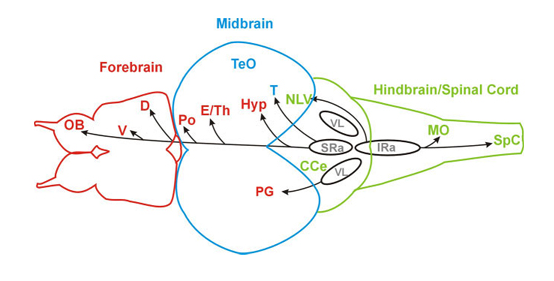 Midbrain
Forebrain
TeO
Hindbrain/Spinal Cord
T
NLV
D
E/Th
Hyp
OB
V
Po
VL
MO
SpC
SRa
IRa
CCe
VL
PG